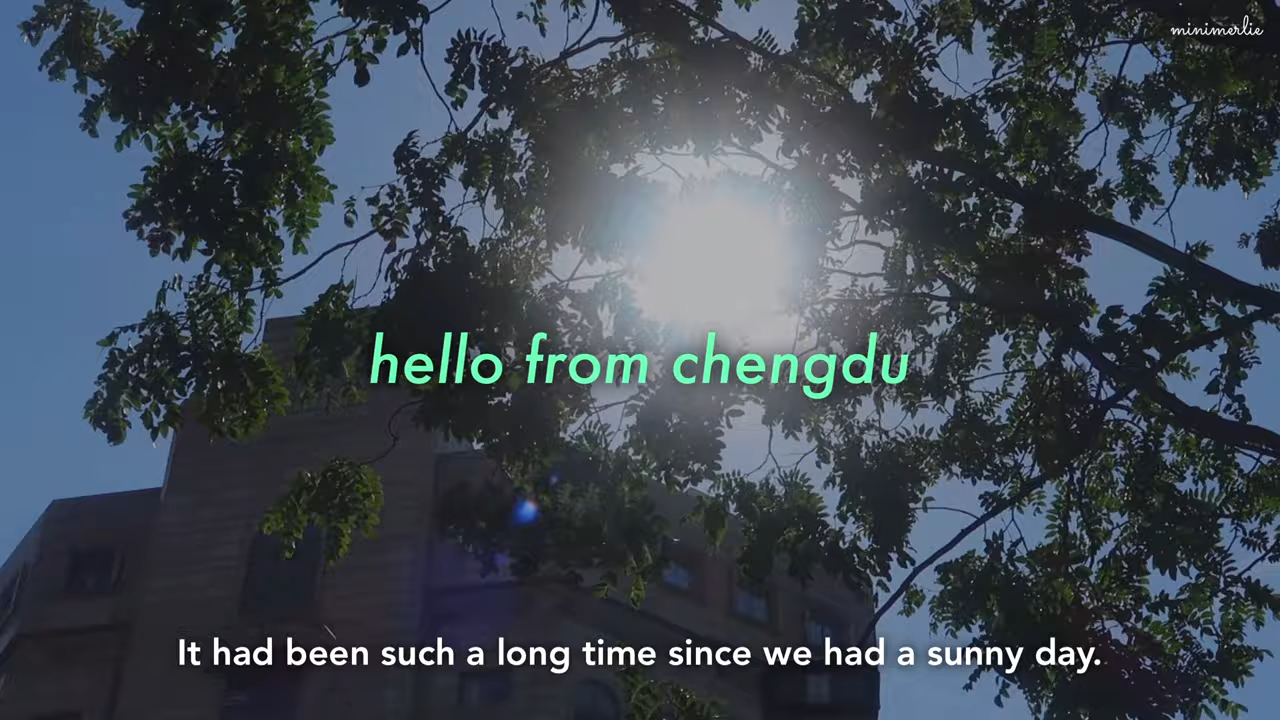 minimerlie
hello from chengdu
It had been such a long time since we had a sunny day.